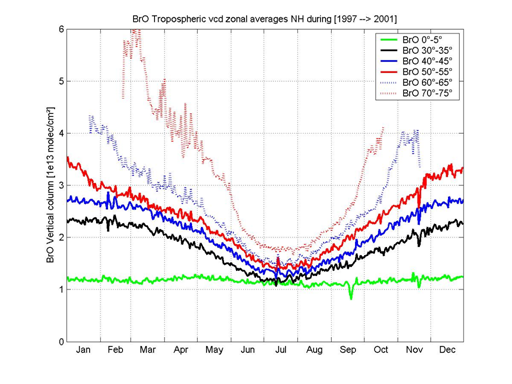 BrO Tropospheric vcd zonal averages NH during [1997 --> 2001]
BrO Vertical column [1e13 molec/cm²]
6
5
4
3
2
1
0
BrO 0°-5°
BrO 30°-35°
BrO 40°-45°
BrO 50°-55°
BrO 60°-65°
BrO 70°-75°
Jan Feb Mar Apr May Jun Jul Aug Sep Oct Nov Dec